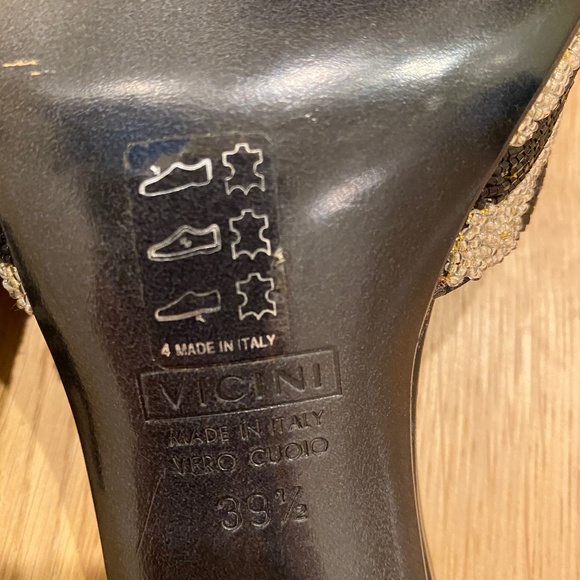 4 MADE IN ITALY
VICINI
MADE IN ITALY
VERO CUOIO
39½